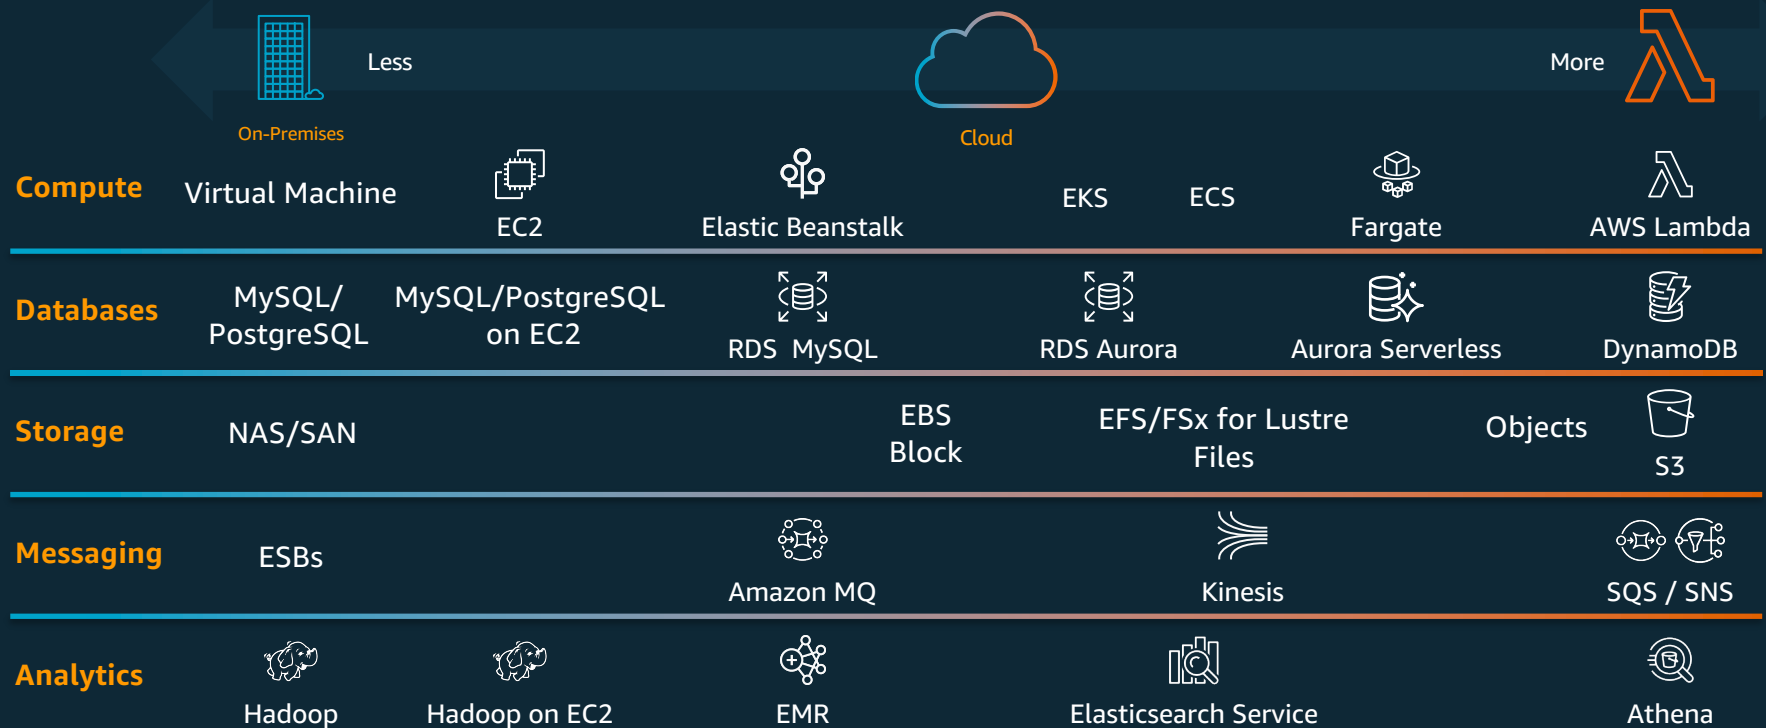 Less
More
On-Premises
Cloud
Compute
Virtual Machine
EC2
Elastic Beanstalk
EKS
ECS
Fargate
AWS Lambda
Databases
MySQL/
PostgreSQL
MySQL/PostgreSQL
on EC2
RDS MySQL
RDS Aurora
Aurora Serverless
DynamoDB
Storage
NAS/SAN
EBS
Block
EFS/FSx for Lustre
Files
Objects
S3
Messaging
ESBs
Amazon MQ
Kinesis
SQS / SNS
Analytics
Hadoop
Hadoop on EC2
EMR
Elasticsearch Service
Athena